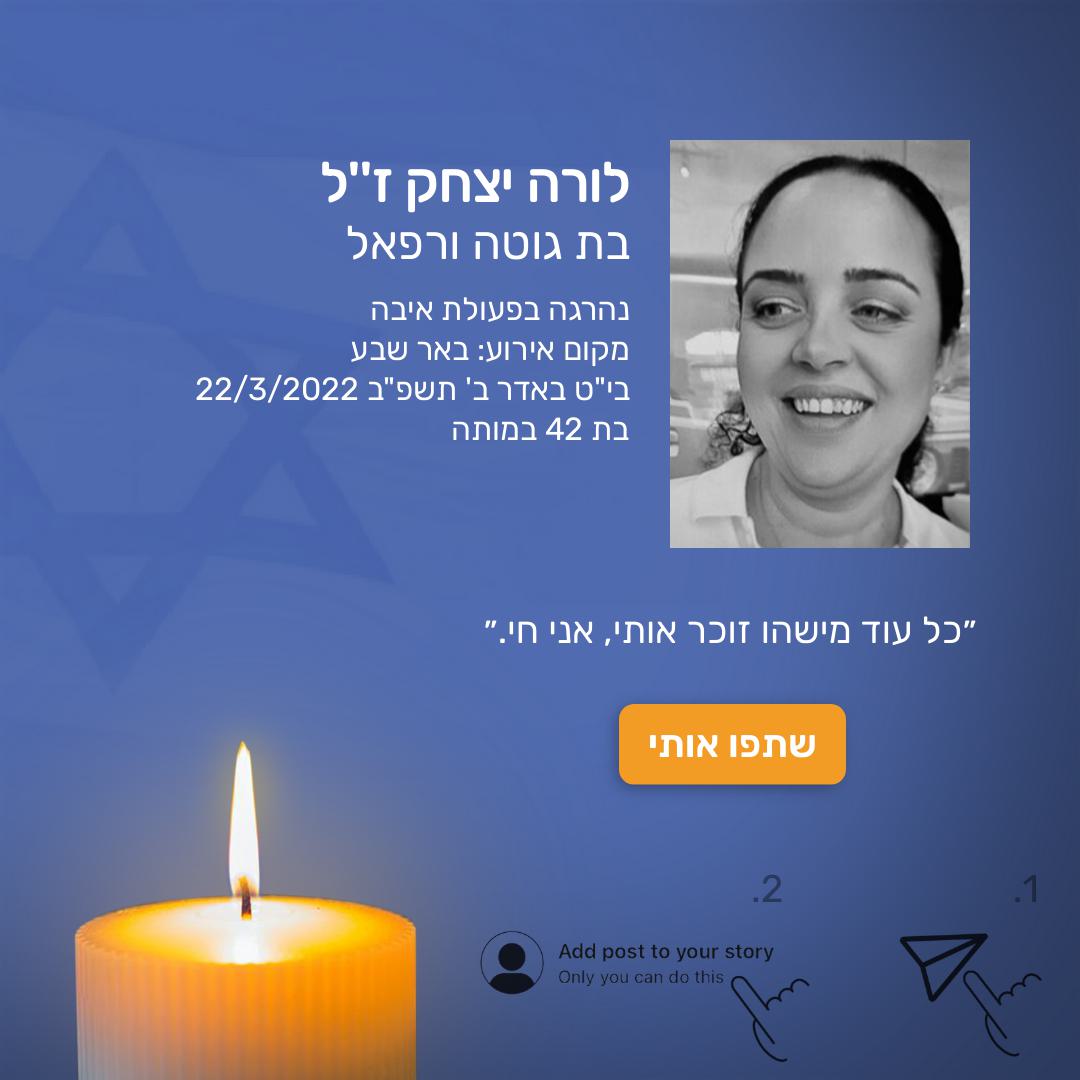 לורה יצחק ז"ל
בת גוטה ורפאל
נהרגה בפעולת איבה
מקום אירוע: באר שבע
בי"ט באדר ב' תשפ"ב 22/3/2022
בת 42 במותה
״כל עוד מישהו זוכר אותי, אני חי.״
שתפו אותי
1.
2.
Add post to your story
Only you can do this